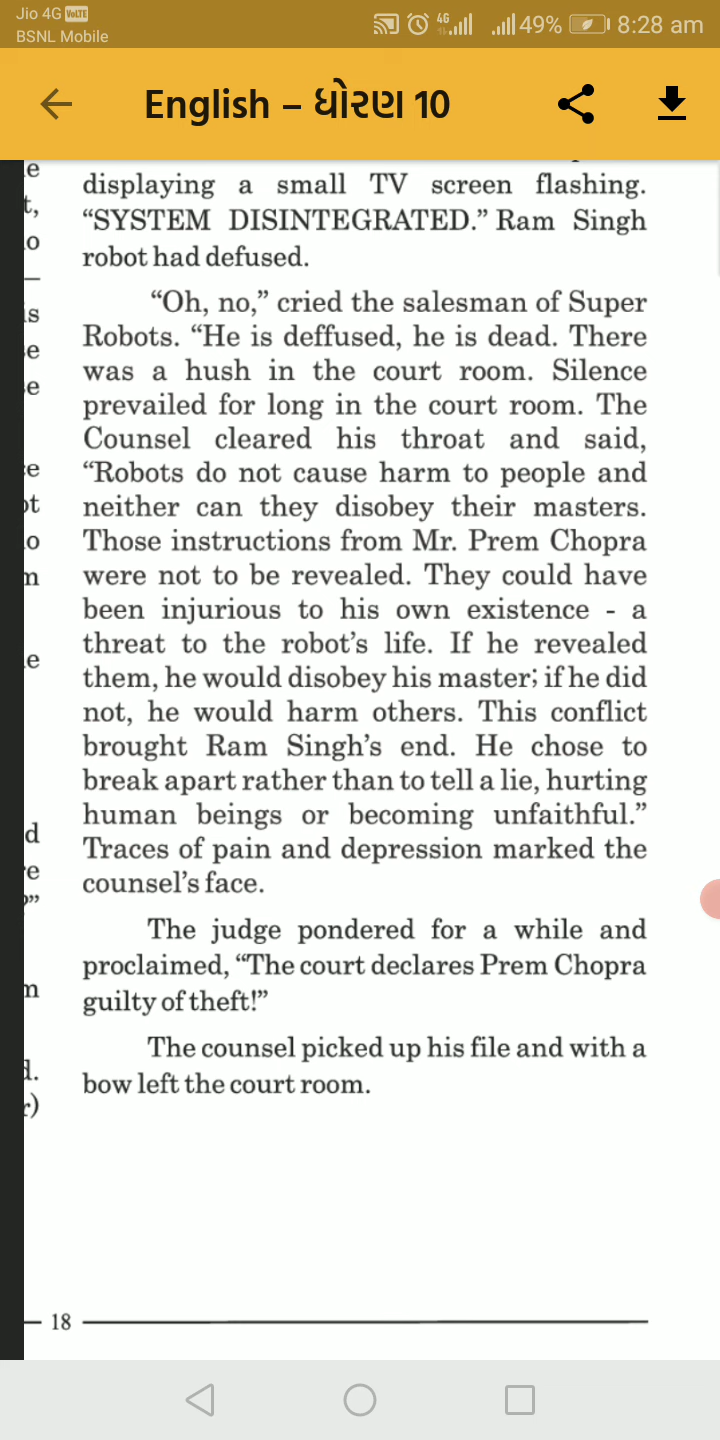 Jio 4G VoLTE
BSNL Mobile
4G
49%
8:28 am
English – ધોરણ 10
displaying a small TV screen flashing.
“SYSTEM DISINTEGRATED.” Ram Singh
robot had defused.
“Oh, no,” cried the salesman of Super
Robots. “He is deffused, he is dead. There
was a hush in the court room. Silence
prevailed for long in the court room. The
Counsel cleared his throat and said,
“Robots do not cause harm to people and
neither can they disobey their masters.
Those instructions from Mr. Prem Chopra
were not to be revealed. They could have
been injurious to his own existence - a
threat to the robot’s life. If he revealed
them, he would disobey his master; if he did
not, he would harm others. This conflict
brought Ram Singh’s end. He chose to
break apart rather than to tell a lie, hurting
human beings or becoming unfaithful.”
Traces of pain and depression marked the
counsel’s face.
The judge pondered for a while and
proclaimed, “The court declares Prem Chopra
guilty of theft!”
The counsel picked up his file and with a
bow left the court room.
18